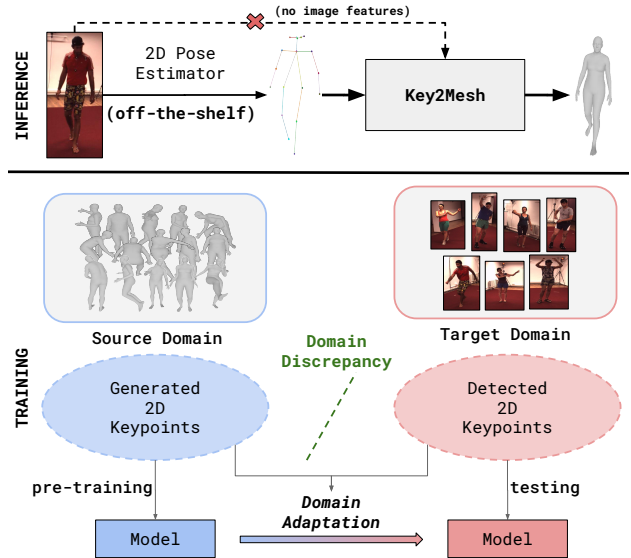 (no image features)
INFERENCE
2D Pose
Estimator
(off-the-shelf)
Key2Mesh
TRAINING
Source Domain
Target Domain
Domain
Discrepancy
Generated
2D
Keypoints
Detected
2D
Keypoints
pre-training
testing
Domain
Adaptation
Model
Model